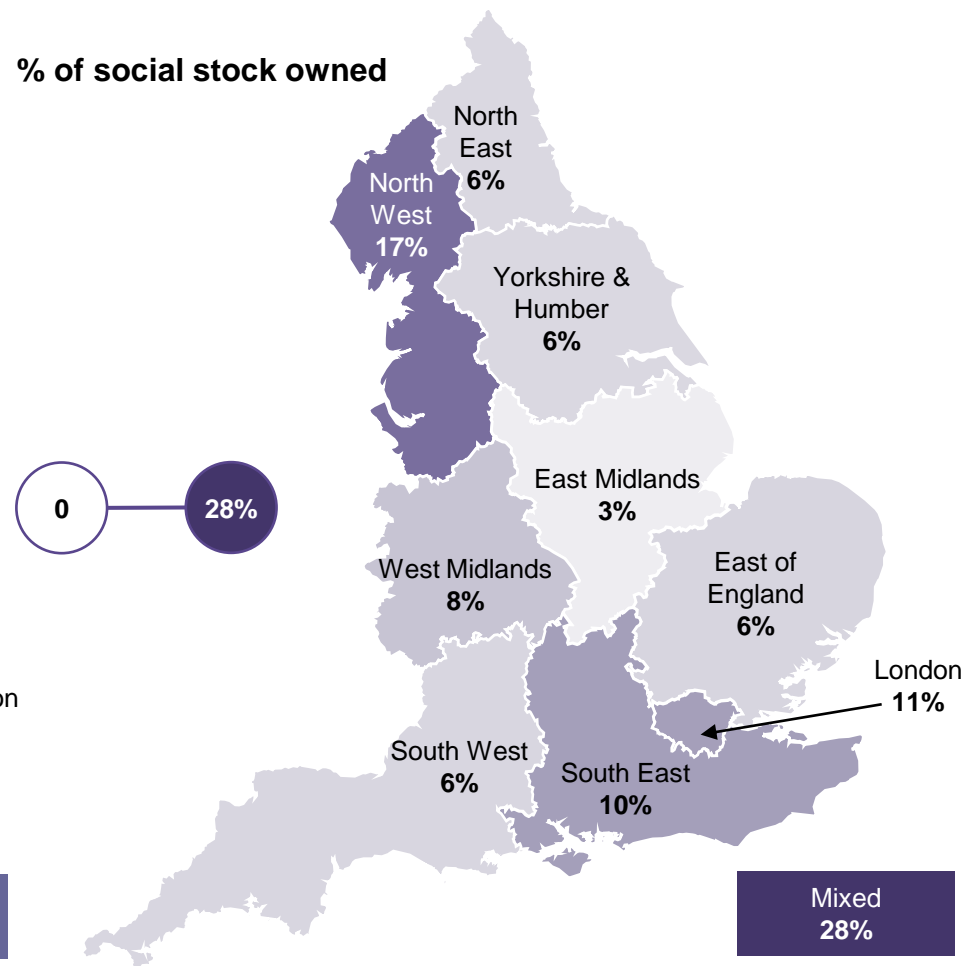 % of social stock owned
North
East
6%
North
West
17%
Yorkshire &
Humber
6%
East Midlands
3%
0
28%
West Midlands
8%
East of
England
6%
London
11%
on
South West
6%
South East
10%
Mixed
28%